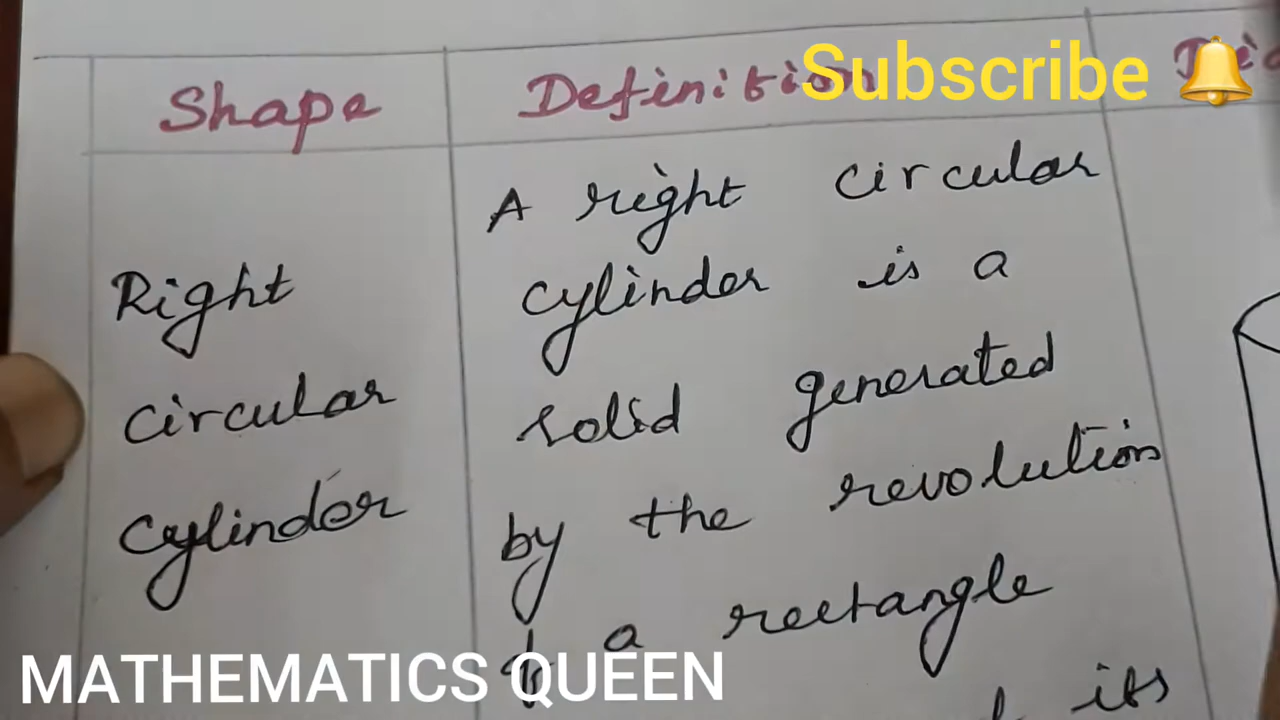 Subscribe 🔔
Shape Definition
A right circular
Right cylinder is a
circular solid generated
cylinder by the revolution
of a rectangle
its
MATHEMATICS QUEEN